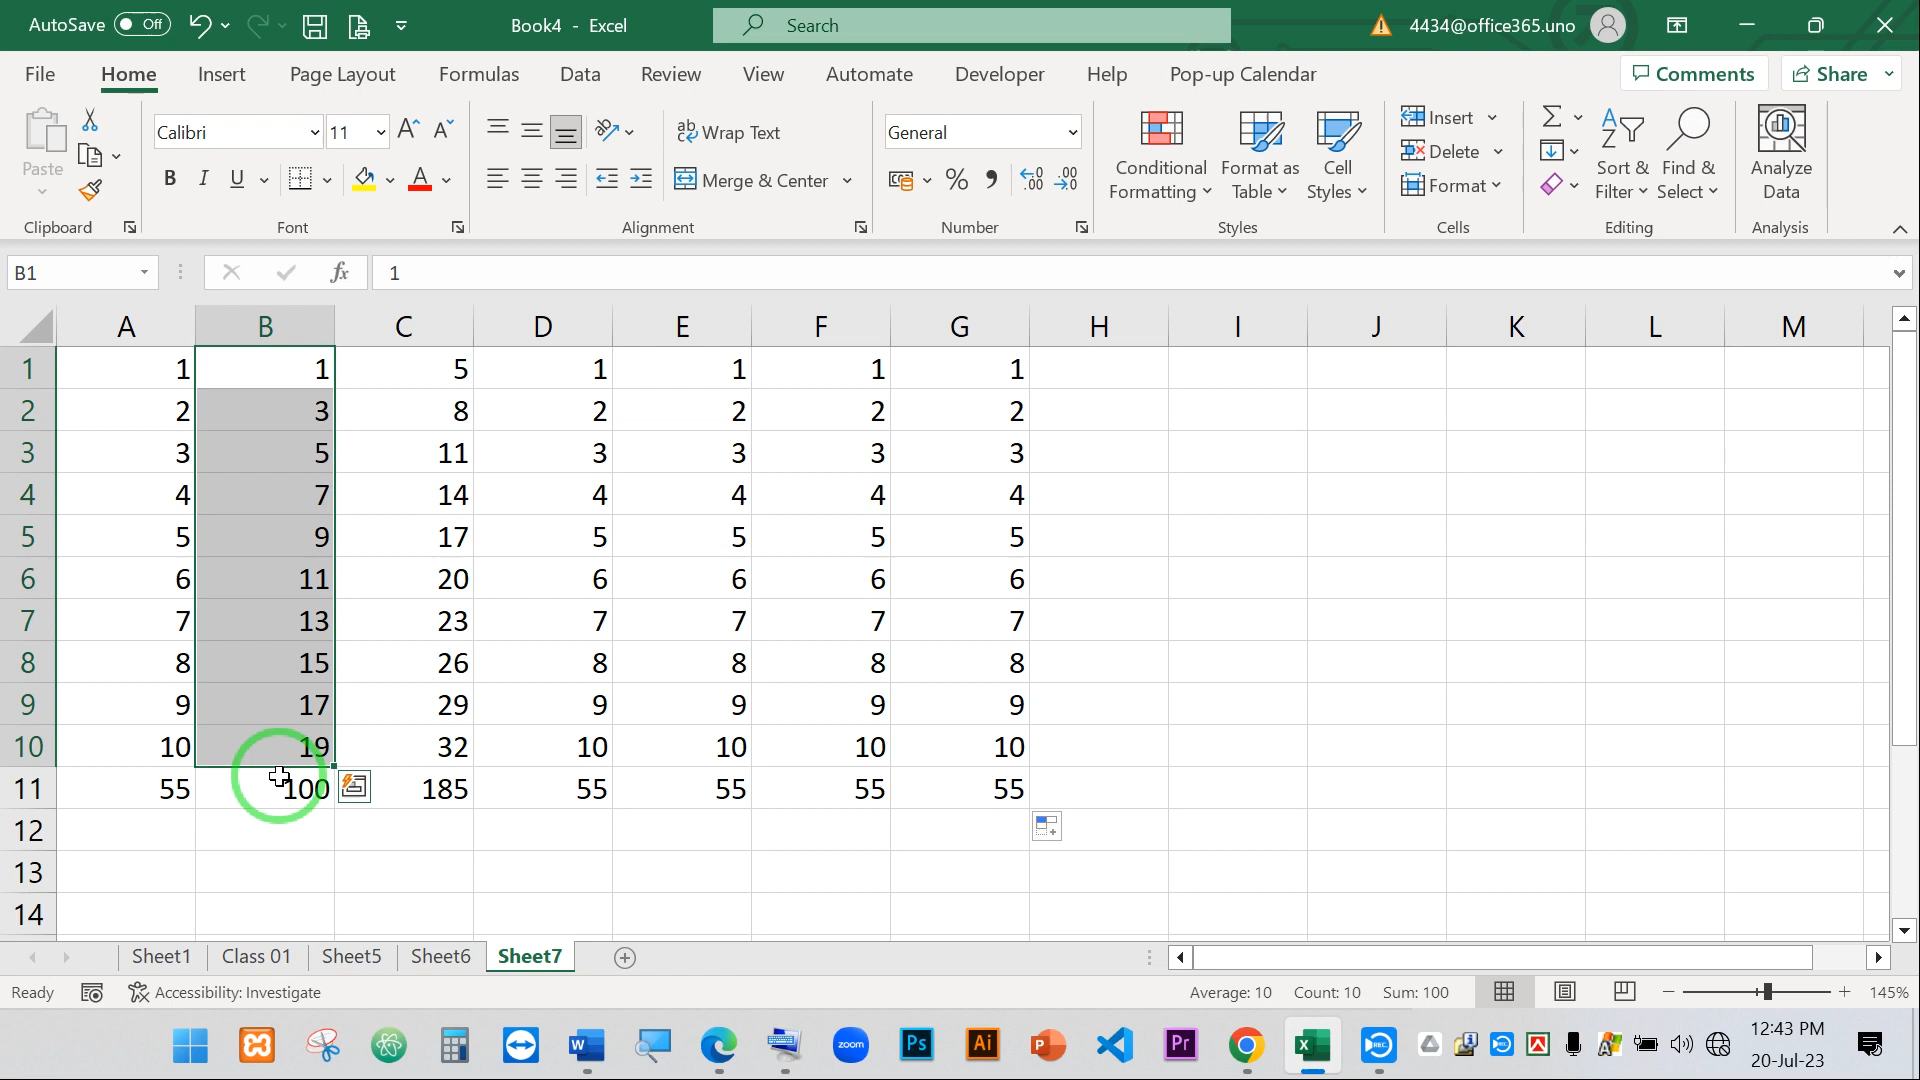 AutoSave Off Book4 - Excel Search 4434@office365.uno
File Home Insert Page Layout Formulas Data Review View Automate Developer Help Pop-up Calendar Comments Share
Paste Calibri 11 ab Wrap Text General Conditional Formatting Format as Table Cell Styles Insert Delete Format Sort & Filter Find & Select Analyze Data
B I U A Merge & Center % 9 .00
Clipboard Font Alignment Number Styles Cells Editing Analysis
B1 fx 1
A B C D E F G H I J K L M
1 1 1 5 1 1 1 1
2 2 3 8 2 2 2 2
3 3 5 11 3 3 3 3
4 4 7 14 4 4 4 4
5 5 9 17 5 5 5 5
6 6 11 20 6 6 6 6
7 7 13 23 7 7 7 7
8 8 15 26 8 8 8 8
9 9 17 29 9 9 9 9
10 10 19 32 10 10 10 10
11 55 100 185 55 55 55 55
12
13
14
Sheet1 Class 01 Sheet5 Sheet6 Sheet7
Ready Accessibility: Investigate Average: 10 Count: 10 Sum: 100 145%
W zoom Ps Ai P Pr X REC 12:43 PM
20-Jul-23